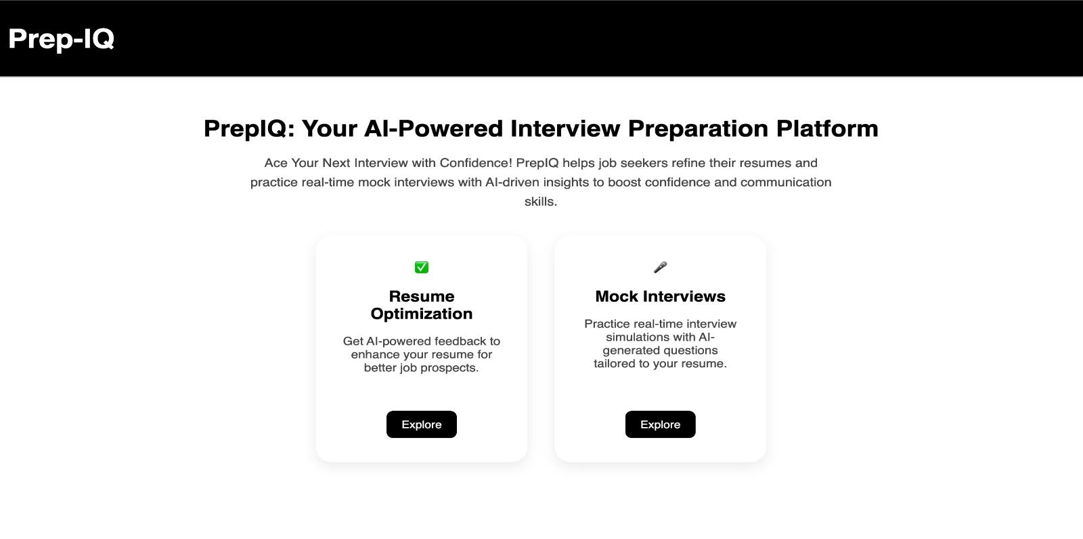 Prep-IQ
PrepIQ: Your AI-Powered Interview Preparation Platform
Ace Your Next Interview with Confidence! PrepIQ helps job seekers refine their resumes and
practice real-time mock interviews with AI-driven insights to boost confidence and communication
skills.
Resume
Optimization
Get AI-powered feedback to
enhance your resume for
better job prospects.
Explore
Mock Interviews
Practice real-time interview
simulations with AI-
generated questions
tailored to your resume.
Explore